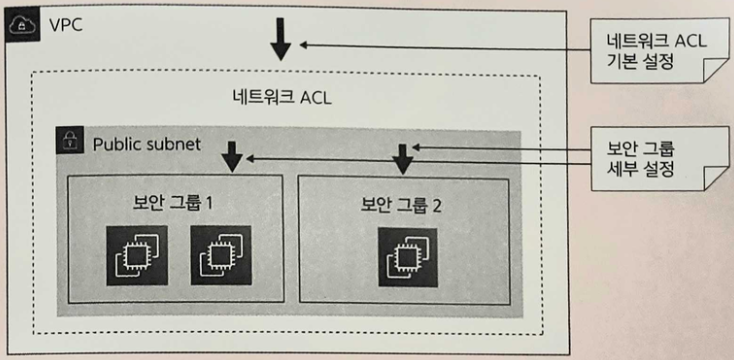 VPC
네트워크 ACL
기본 설정
네트워크 ACL
Public subnet
보안 그룹
세부 설정
보안 그룹 1
보안 그룹 2